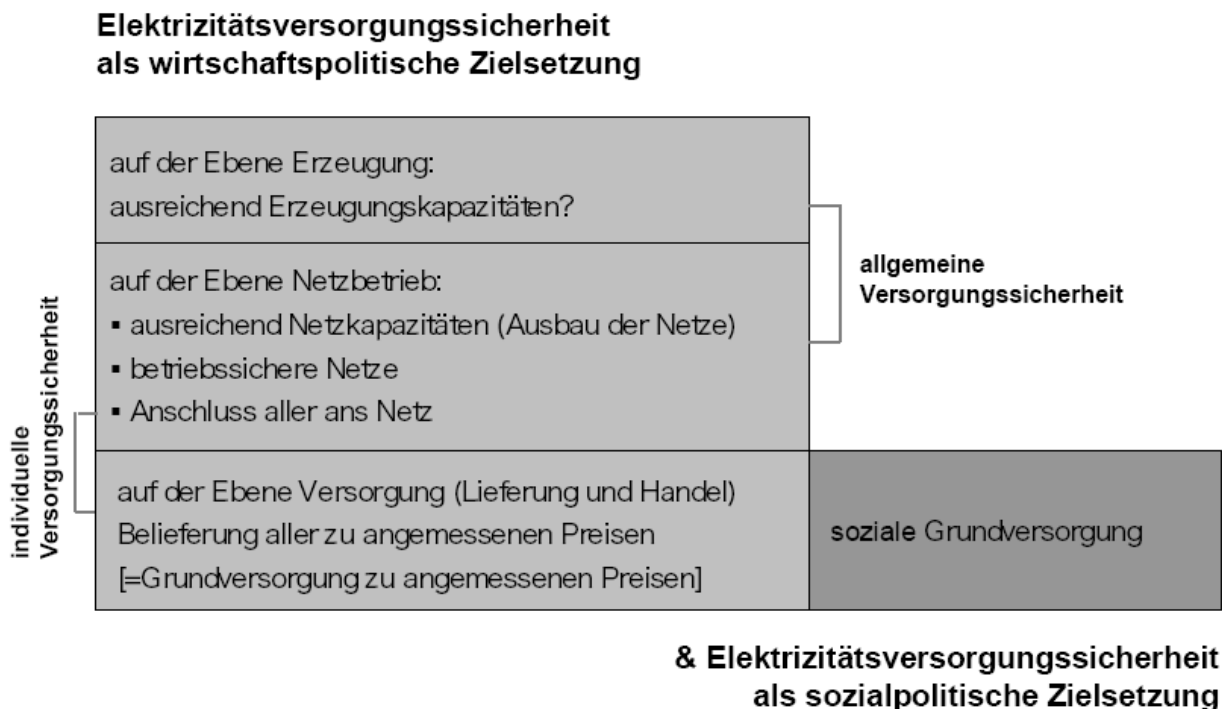 Elektrizitätsversorgungssicherheit
als wirtschaftspolitische Zielsetzung
auf der Ebene Erzeugung:
ausreichend Erzeugungskapazitäten?
auf der Ebene Netzbetrieb:
▪ ausreichend Netzkapazitäten (Ausbau der Netze)
▪ betriebssichere Netze
▪ Anschluss aller ans Netz
allgemeine
Versorgungssicherheit
individuelle
Versorgungssicherheit
auf der Ebene Versorgung (Lieferung und Handel)
Belieferung aller zu angemessenen Preisen
[=Grundversorgung zu angemessenen Preisen]
soziale Grundversorgung
& Elektrizitätsversorgungssicherheit
als sozialpolitische Zielsetzung